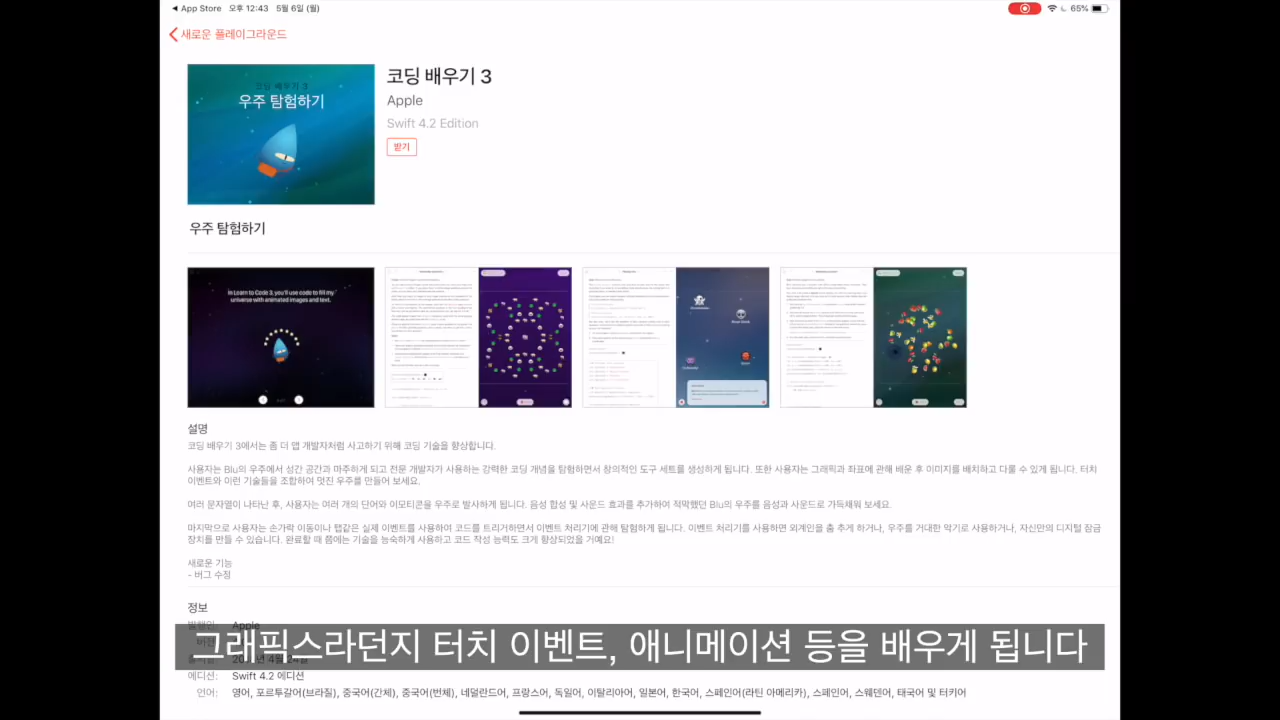 ◀ App Store 오후 12:43 5월 6일 (월)
65%
새로운 플레이그라운드
코딩 배우기 3
우주 탐험하기
코딩 배우기 3
Apple
Swift 4.2 Edition
받기
우주 탐험하기
In Learn to Code 3, you'll use code to fill my
universe with animated images and text.
설명
코딩 배우기 3에서는 좀 더 앱 개발자처럼 사고하기 위해 코딩 기술을 향상합니다.
사용자는 Blu의 우주에서 성간 공간과 마주하게 되고 전문 개발자가 사용하는 강력한 코딩 개념을 탐험하면서 창의적인 도구 세트를 생성하게 됩니다. 또한 사용자는 그래픽과 좌표에 관해 배운 후 이미지를 배치하고 다룰 수 있게 됩니다. 터치
이벤트와 이런 기술들을 조합하여 멋진 우주를 만들어 보세요.
여러 문자열이 나타난 후, 사용자는 여러 개의 단어와 이모티콘을 우주로 발사하게 됩니다. 음성 합성 및 사운드 효과를 추가하여 적막했던 Blu의 우주를 음성과 사운드로 가득채워 보세요.
마지막으로 사용자는 손가락 이동이나 탭같은 실제 이벤트를 사용하여 코드를 트리거하면서 이벤트 처리기에 관해 탐험하게 됩니다. 이벤트 처리기를 사용하면 외계인을 춤 추게 하거나, 우주를 거대한 악기로 사용하거나, 자신만의 디지털 잠금
장치를 만들 수 있습니다. 완료할 때 쯤에는 기술을 능숙하게 사용하고 코드 작성 능력도 크게 향상되었을 거예요!
새로운 기능
- 버그 수정
정보
Apple
그래픽스라던지 터치 이벤트, 애니메이션 등을 배우게 됩니다
에디션: Swift 4.2 에디션
언어: 영어, 포르투갈어(브라질), 중국어(간체), 중국어(번체), 네덜란드어, 프랑스어, 독일어, 이탈리아어, 일본어, 한국어, 스페인어(라틴 아메리카), 스페인어, 스웨덴어, 태국어 및 터키어